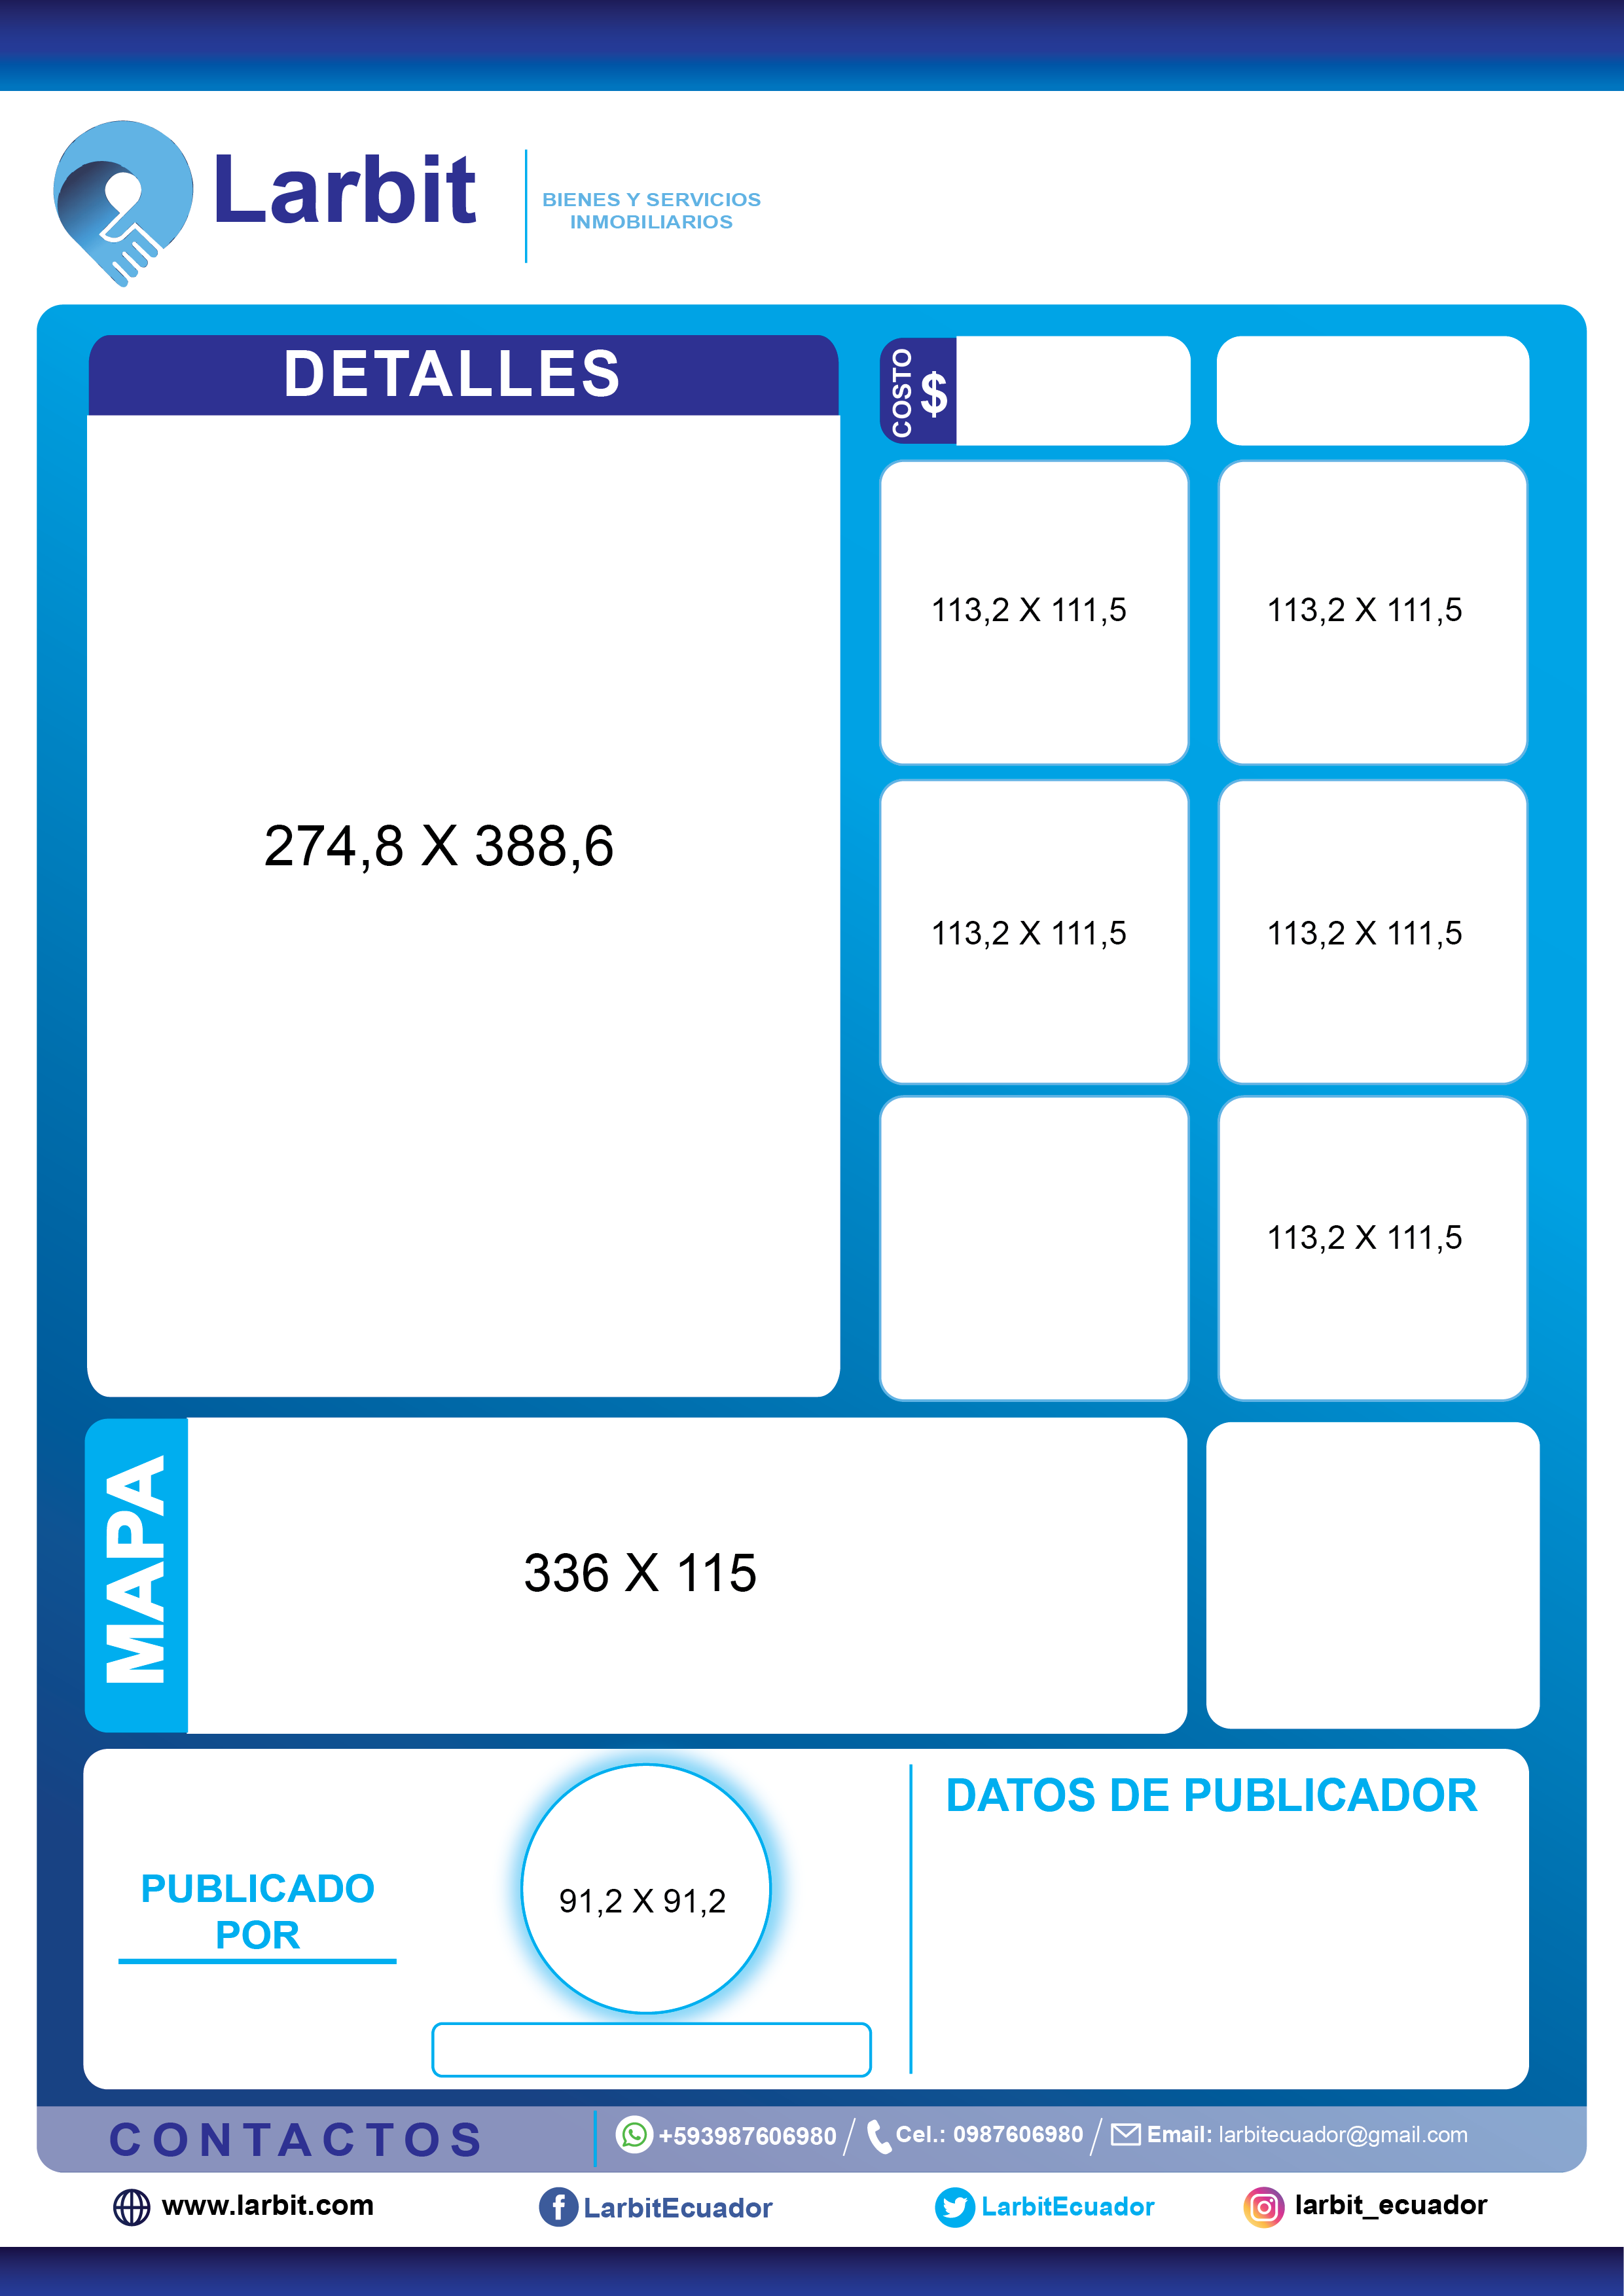 Larbit
BIENES Y SERVICIOS
INMOBILIARIOS
DETALLES
COSTO
$
274,8 X 388,6
113,2 X 111,5
113,2 X 111,5
113,2 X 111,5
113,2 X 111,5
113,2 X 111,5
MAPA
336 X 115
PUBLICADO
POR
91,2 X 91,2
DATOS DE PUBLICADOR
CONTACTOS
+593987606980 / Cel.: 0987606980 / Email: larbitecuador@gmail.com
www.larbit.com
LarbitEcuador
LarbitEcuador
larbit_ecuador